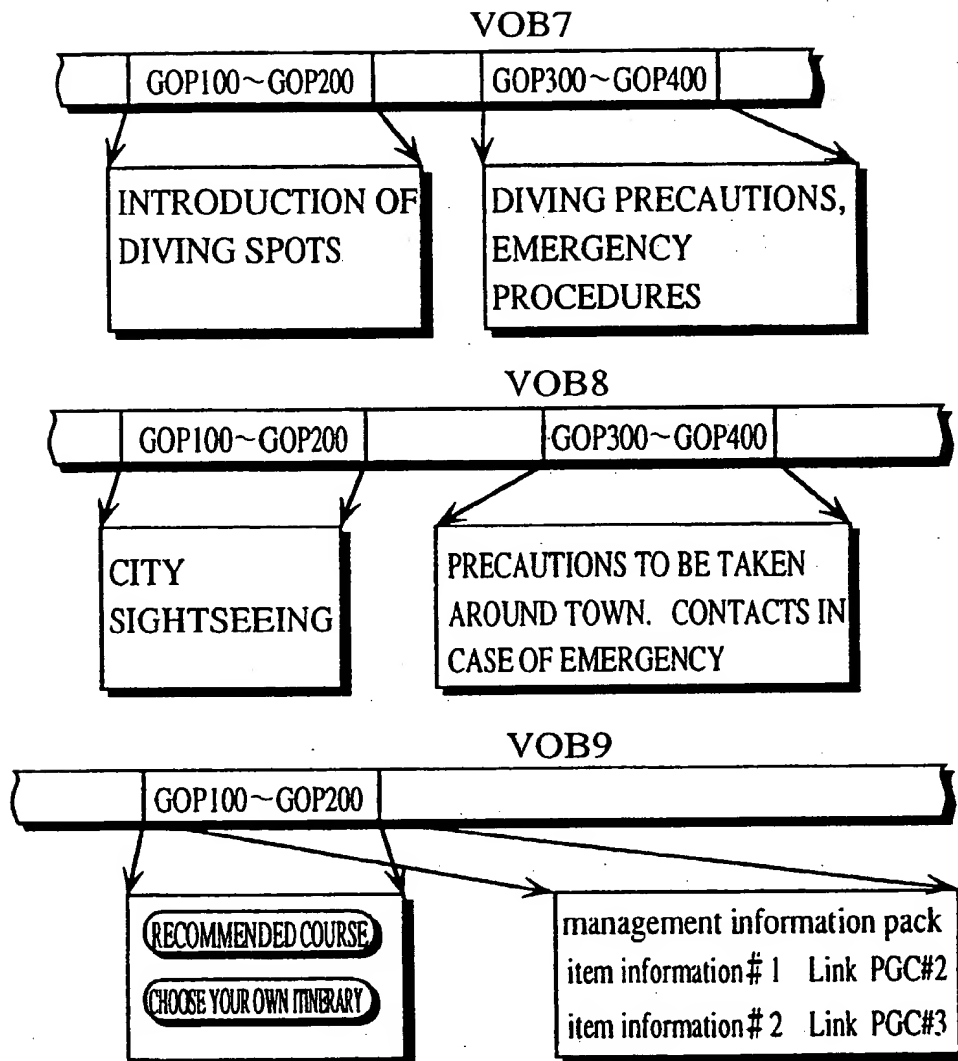 VOB7
GOP100~GOP200 GOP300~GOP400
INTRODUCTION OF
DIVING SPOTS
DIVING PRECAUTIONS,
EMERGENCY
PROCEDURES
VOB8
GOP100~GOP200 GOP300~GOP400
CITY
SIGHTSEEING
PRECAUTIONS TO BE TAKEN
AROUND TOWN. CONTACTS IN
CASE OF EMERGENCY
VOB9
GOP100~GOP200
RECOMMENDED COURSE
CHOOSE YOUR OWN ITINERARY
management information pack
item information # 1 Link PGC#2
item information # 2 Link PGC#3